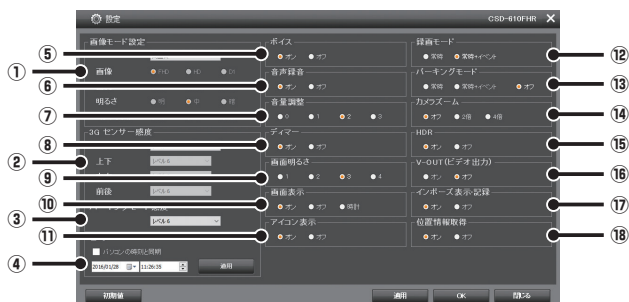 設定
CSD-610FHR ×
画像モード設定
① 画像 FHD HD D1
明るさ 明 中 暗
3G センサー感度
② 上下 レベル6
前後 レベル6
③ レベル6
パソコンの時刻と同期
④ 2016/01/28 11:26:35 適用
ボイス
⑤ オン オフ
音声録音
⑥ オン オフ
音量調整
⑦ 0 1 2 3
ディマー
⑧ オン オフ
画面明るさ
⑨ 1 2 3 4
画面表示
⑩ オン オフ 時計
アイコン表示
⑪ オン オフ
録画モード
常時 常時+イベント ⑫
パーキングモード
常時 常時+イベント オフ ⑬
カメラズーム
オフ 2倍 4倍 ⑭
HDR
オン オフ ⑮
V-OUT(ビデオ出力)
オン オフ ⑯
インポーズ表示・記録
オン オフ ⑰
位置情報取得
オン オフ ⑱
初期値 適用 OK 閉じる